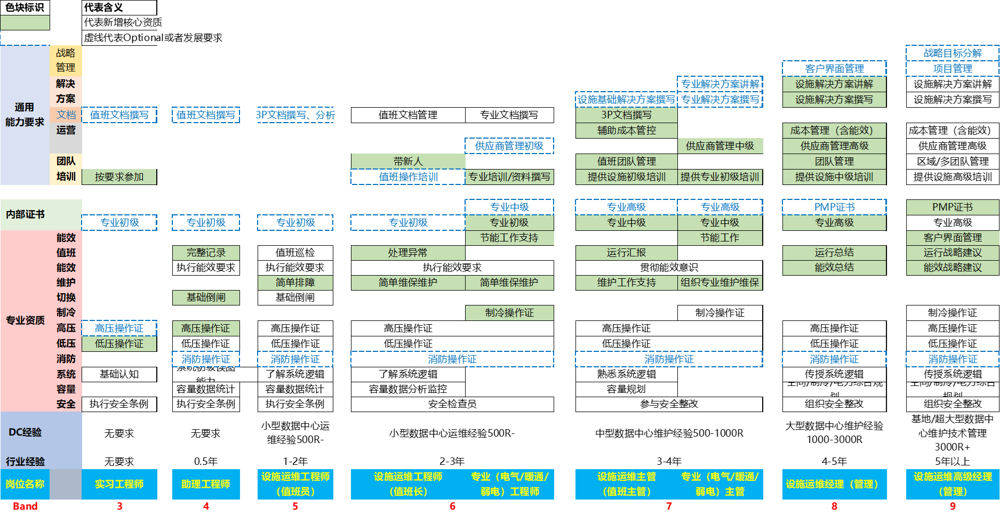 色块标识 代表含义
代表新增核心资质
虚线代表Optional或者发展要求
战略 战略目标分解
管理 客户界面管理 项目管理
解决 专业解决方案讲解 设施解决方案讲解 设施解决方案讲解
方案 设施基础解决方案撰写 专业解决方案撰写 设施解决方案撰写 设施解决方案撰写
通用
能力要求
文档 值班文档撰写 值班文档撰写 3P文档撰写、分析 值班文档管理 专业文档撰写 3P文档撰写
运营 辅助成本管控 成本管理（含能效） 成本管理（含能效）
供应商管理初级 供应商管理中级 供应商管理高级 供应商管理高级
团队 带新人 值班团队管理 团队管理 区域/多团队管理
培训 按要求参加 值班操作培训 专业培训/资料撰写 提供设施初级培训 提供专业初级培训 提供设施中级培训 提供设施高级培训
内部证书
专业中级 专业高级 专业高级 PMP证书 PMP证书
专业初级 专业初级 专业初级 专业初级 专业初级 专业中级 专业中级 专业高级 专业高级
专业资质
能效 节能工作支持 节能工作 客户界面管理
值班 完整记录 值班巡检 处理异常 运行汇报 运行总结 运行战略建议
能效 执行能效要求 执行能效要求 执行能效要求 贯彻能效意识 能效总结 能效战略建议
维护 简单排障 简单维保维护 简单维保维护 维护工作支持 组织专业维护维保
切换 基础倒闸 基础倒闸
制冷 制冷操作证 制冷操作证 制冷操作证
高压 高压操作证 高压操作证 高压操作证 高压操作证 高压操作证 高压操作证 高压操作证
低压 低压操作证 低压操作证 低压操作证 低压操作证 低压操作证 低压操作证 低压操作证
消防 消防操作证 消防操作证 消防操作证 消防操作证 消防操作证 消防操作证
系统 基础认知 了解系统逻辑 了解系统逻辑 熟悉系统逻辑 传授系统逻辑 传授系统逻辑
容量 容量数据统计 容量数据统计 容量数据分析监控 容量规划
安全 执行安全条例 执行安全条例 执行安全条例 安全检查员 参与安全整改 组织安全整改 组织安全整改
DC经验 无要求 无要求
小型数据中心运
维经验500R-
小型数据中心运维经验500R-
中型数据中心维护经验500-1000R
大型数据中心维护经验
1000-3000R
基地/超大型数据中
心维护技术管理
3000R+
行业经验 无要求 0.5年 1-2年 2-3年 3-4年 4-5年 5年以上
岗位名称 实习工程师 助理工程师
设施运维工程师
（值班员）
设施运维工程师
（值班长）
专业（电气/暖通/
弱电）工程师
设施运维主管
（值班主管）
专业（电气/暖通/
弱电）主管
设施运维经理（管理）
设施运维高级经理
（管理）
Band 3 4 5 6 7 8 9